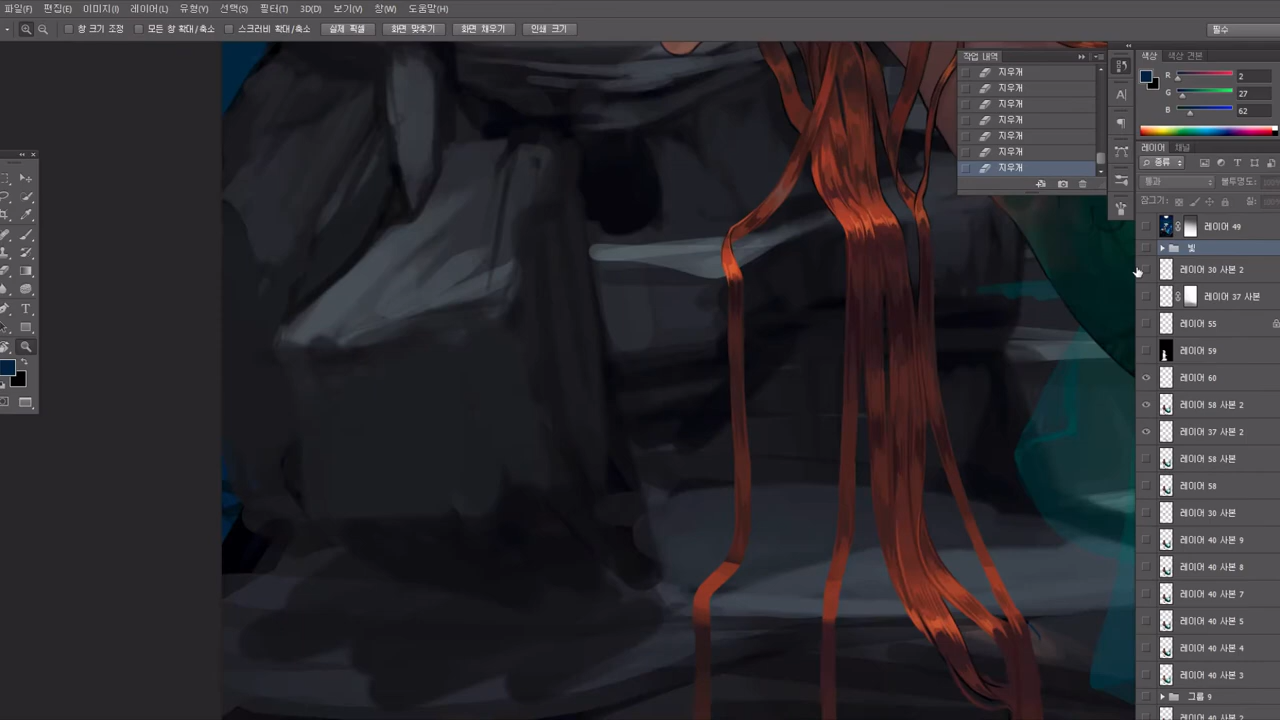 파일(F) 편집(E) 이미지(I) 레이어(L) 유형(Y) 선택(S) 필터(T) 3D(D) 보기(V) 창(W) 도움말(H)
창 크기 조정 모든 창 확대/축소 스크러비 확대/축소 실제 픽셀 화면 맞추기 화면 채우기 인쇄 크기 필수
작업 내역
지우개
지우개
지우개
지우개
지우개
지우개
지우개
색상 색상 견본
R 2
G 27
B 62
레이어 채널
종류
통과 불투명도:
잠그기: 칠:
레이어 49
빛
레이어 30 사본 2
레이어 37 사본
레이어 55
레이어 59
레이어 60
레이어 58 사본 2
레이어 37 사본 2
레이어 58 사본
레이어 58
레이어 30 사본
레이어 40 사본 9
레이어 40 사본 8
레이어 40 사본 7
레이어 40 사본 5
레이어 40 사본 4
레이어 40 사본 3
그룹 9